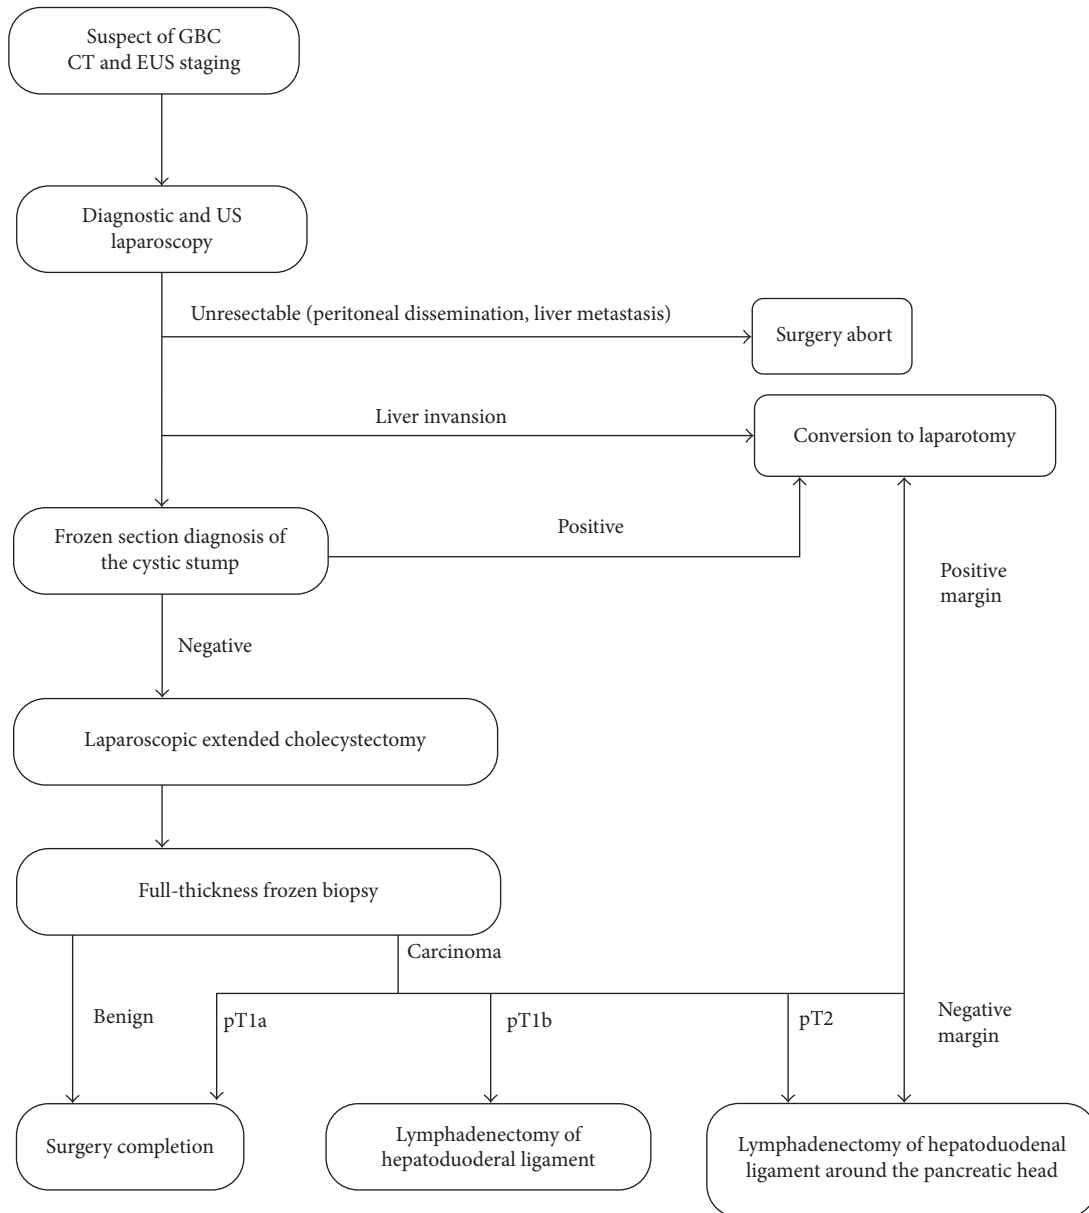 Suspect of GBC
CT and EUS staging
Diagnostic and US
laparoscopy
Unresectable (peritoneal dissemination, liver metastasis)
Surgery abort
Liver invansion
Conversion to laparotomy
Frozen section diagnosis of
the cystic stump
Positive
Positive
margin
Negative
Laparoscopic extended cholecystectomy
Full-thickness frozen biopsy
Carcinoma
Benign
pT1a
pT1b
pT2
Negative
margin
Surgery completion
Lymphadenectomy of
hepatoduoderal ligament
Lymphadenectomy of hepatoduodenal
ligament around the pancreatic head